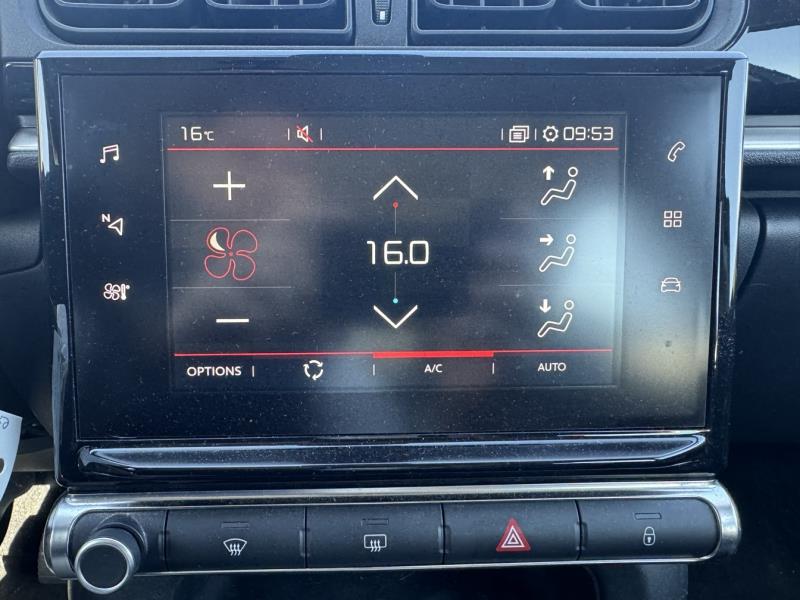 16°C
09:53
N
16.0
OPTIONS | | A/C | AUTO